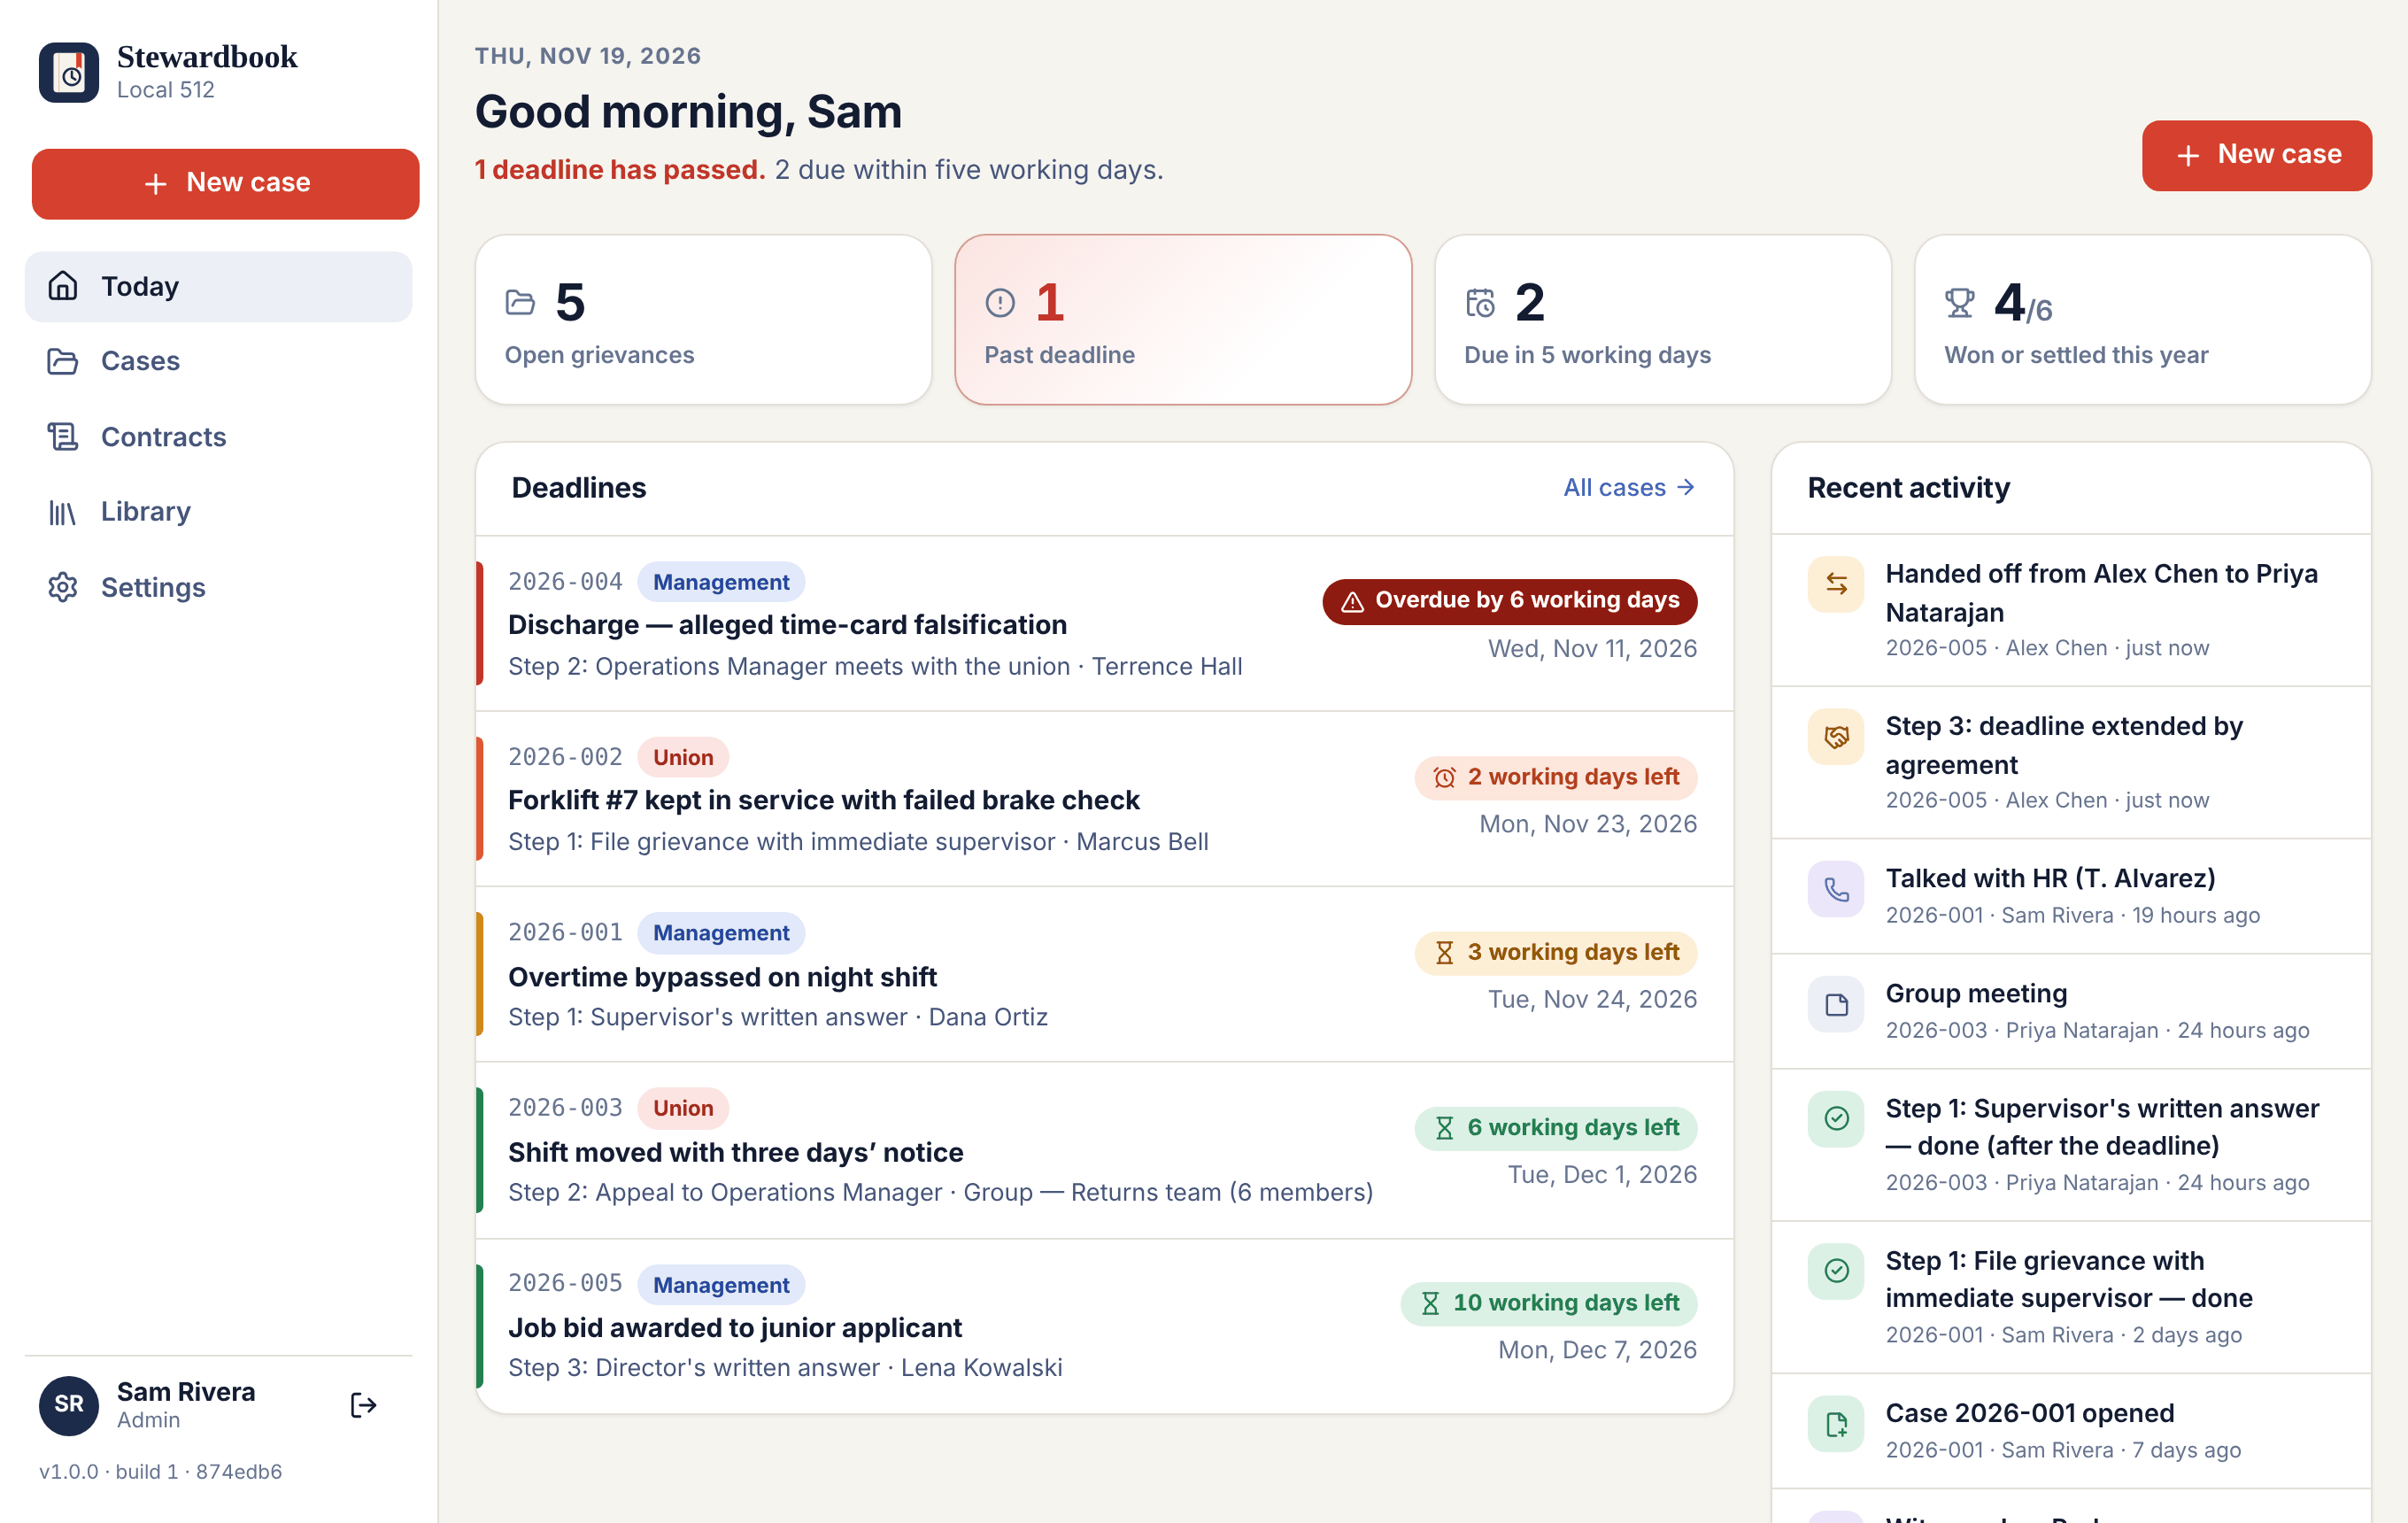 Stewardbook
Local 512
New case
Today
Cases
Contracts
Library
Settings
SR
Sam Rivera
Admin
v1.0.0 · build 1 · 874edb6
THU, NOV 19, 2026
Good morning, Sam
1 deadline has passed. 2 due within five working days.
New case
5
Open grievances
1
Past deadline
2
Due in 5 working days
4/6
Won or settled this year
Deadlines
All cases →
2026-004 Management
Discharge — alleged time-card falsification
Step 2: Operations Manager meets with the union · Terrence Hall
Overdue by 6 working days
Wed, Nov 11, 2026
2026-002 Union
Forklift #7 kept in service with failed brake check
Step 1: File grievance with immediate supervisor · Marcus Bell
2 working days left
Mon, Nov 23, 2026
2026-001 Management
Overtime bypassed on night shift
Step 1: Supervisor's written answer · Dana Ortiz
3 working days left
Tue, Nov 24, 2026
2026-003 Union
Shift moved with three days’ notice
Step 2: Appeal to Operations Manager · Group — Returns team (6 members)
6 working days left
Tue, Dec 1, 2026
2026-005 Management
Job bid awarded to junior applicant
Step 3: Director's written answer · Lena Kowalski
10 working days left
Mon, Dec 7, 2026
Recent activity
Handed off from Alex Chen to Priya
Natarajan
2026-005 · Alex Chen · just now
Step 3: deadline extended by
agreement
2026-005 · Alex Chen · just now
Talked with HR (T. Alvarez)
2026-001 · Sam Rivera · 19 hours ago
Group meeting
2026-003 · Priya Natarajan · 24 hours ago
Step 1: Supervisor's written answer
— done (after the deadline)
2026-003 · Priya Natarajan · 24 hours ago
Step 1: File grievance with
immediate supervisor — done
2026-001 · Sam Rivera · 2 days ago
Case 2026-001 opened
2026-001 · Sam Rivera · 7 days ago